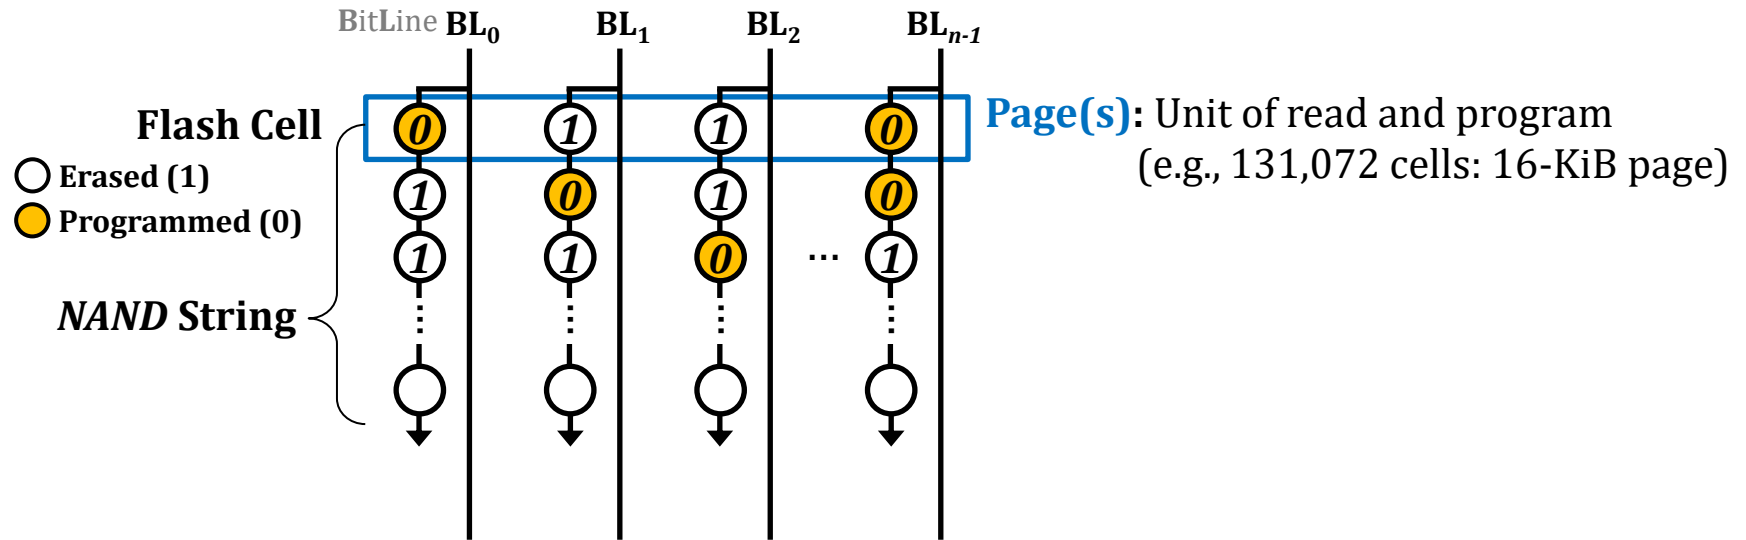 BitLine BL0 BL1 BL2 BLn-1
Flash Cell 0 1 1 0 Page(s): Unit of read and program
(e.g., 131,072 cells: 16-KiB page)
Erased (1) 1 0 1 0
Programmed (0)
1 1 0 ... 1
NAND String